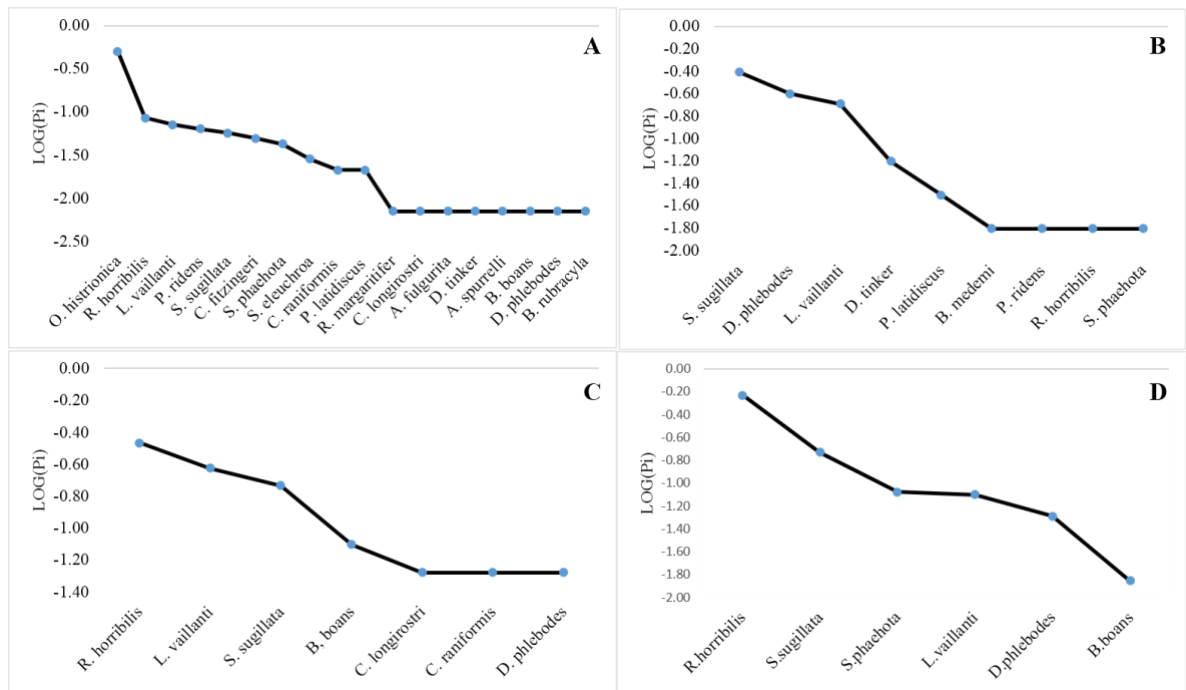 A
LOG(Pi)
0.00
-0.50
-1.00
-1.50
-2.00
-2.50
O. histrionica
R. horribilis
L. vaillanti
P. ridens
S. sugillata
C. fitzingeri
S. phachota
S. eleuchroa
C. raniformis
P. latidiscus
R. margaritifer
C. longirostri
A. fulgurita
D. tinker
A. spurrelli
B. boans
D. phlebodes
B. rubracyla
B
LOG(Pi)
0.00
-0.20
-0.40
-0.60
-0.80
-1.00
-1.20
-1.40
-1.60
-1.80
-2.00
S. sugillata
D. phlebodes
L. vaillanti
D. tinker
P. latidiscus
B. medemi
P. ridens
R. horribilis
S. phachota
C
LOG(Pi)
0.00
-0.20
-0.40
-0.60
-0.80
-1.00
-1.20
-1.40
R. horribilis
L. vaillanti
S. sugillata
B, boans
C. longirostri
C. raniformis
D. phlebodes
D
LOG(Pi)
0.00
-0.20
-0.40
-0.60
-0.80
-1.00
-1.20
-1.40
-1.60
-1.80
-2.00
R.horribilis
S.sugillata
S.phachota
L.vaillanti
D.phlebodes
B.boans